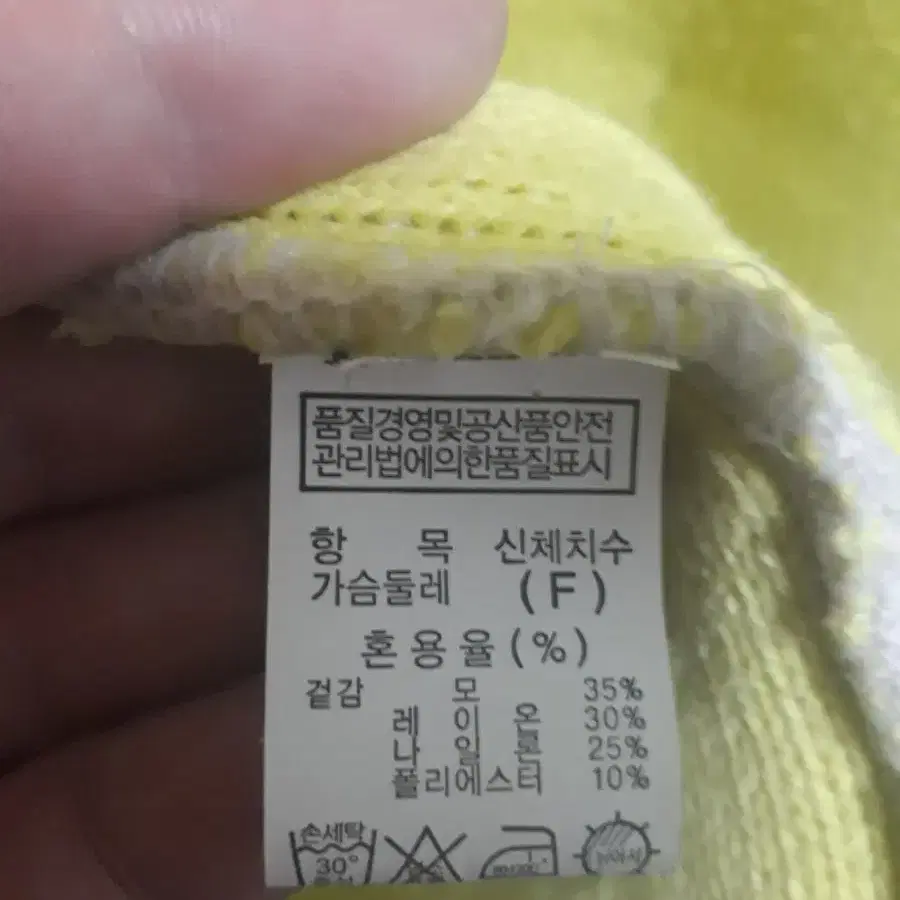 품질경영및공산품안전
관리법에의한품질표시
항 목 신체치수
가슴둘레 (F)
혼용율(%)
겉감 모 35%
레이온 30%
나일론 25%
폴리에스터 10%
손세탁
30°